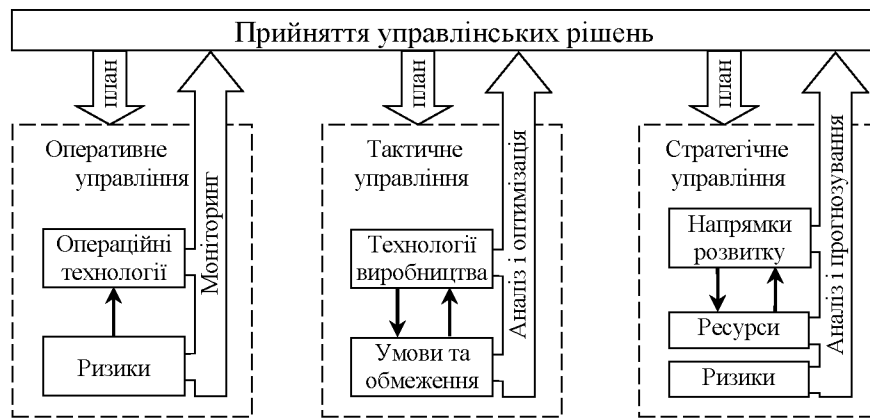 Прийняття управлінських рішень
план
план
план
Оперативне
управління
Операційні
технології
Ризики
Моніторинг
Тактичне
управління
Технології
виробництва
Умови та
обмеження
Аналіз і оптимізація
Стратегічне
управління
Напрямки
розвитку
Ресурси
Ризики
Аналіз і прогнозування